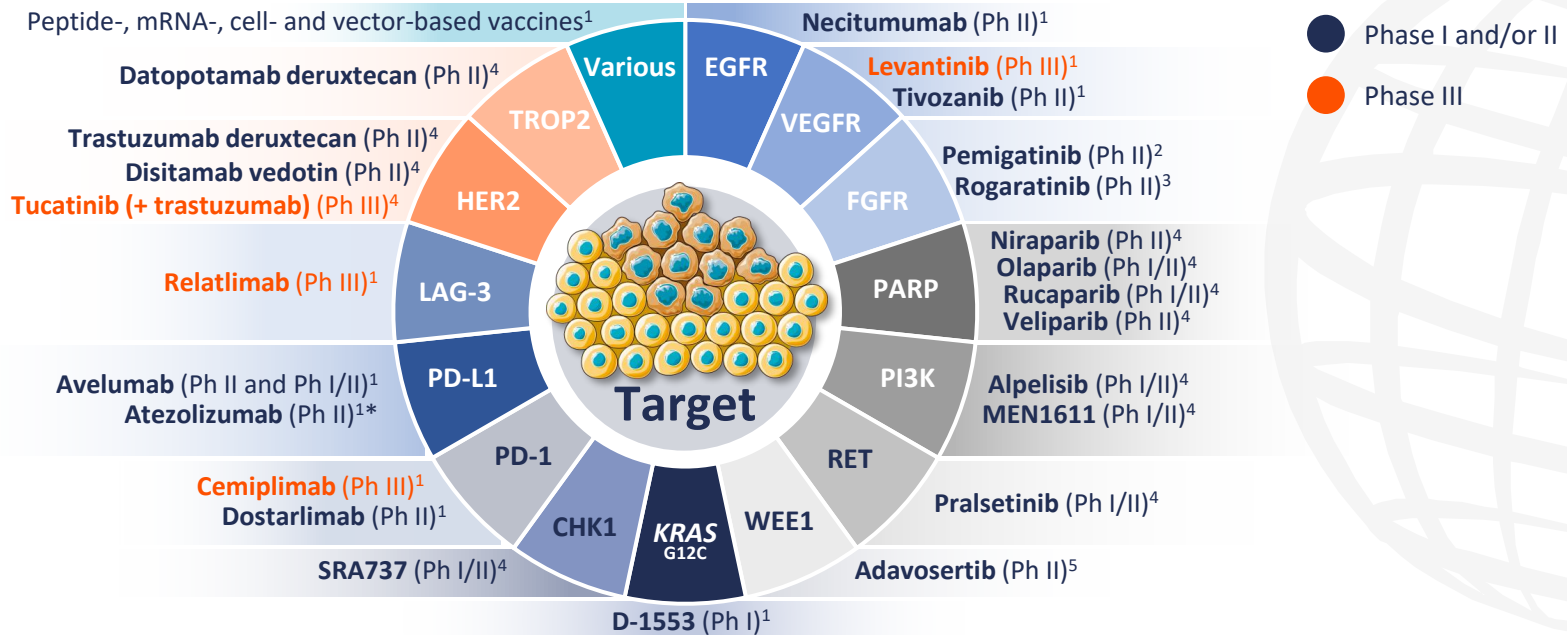 Peptide-, mRNA-, cell- and vector-based vaccines¹
Necitumumab (Ph II)¹
Phase I and/or II
Phase III
Datopotamab deruxtecan (Ph II)⁴
Various
EGFR
Levantinib (Ph III)¹
Tivozanib (Ph II)¹
TROP2
VEGFR
Trastuzumab deruxtecan (Ph II)⁴
Disitamab vedotin (Ph II)⁴
Tucatinib (+ trastuzumab) (Ph III)⁴
HER2
FGFR
Pemigatinib (Ph II)²
Rogaratinib (Ph II)³
Relatlimab (Ph III)¹
LAG-3
PARP
Niraparib (Ph II)⁴
Olaparib (Ph I/II)⁴
Rucaparib (Ph I/II)⁴
Veliparib (Ph II)⁴
Avelumab (Ph II and Ph I/II)¹
Atezolizumab (Ph II)¹*
PD-L1
Target
PI3K
Alpelisib (Ph I/II)⁴
MEN1611 (Ph I/II)⁴
Cemiplimab (Ph III)¹
Dostarlimab (Ph II)¹
PD-1
RET
Pralsetinib (Ph I/II)⁴
SRA737 (Ph I/II)⁴
CHK1
KRAS
G12C
WEE1
Adavosertib (Ph II)⁵
D-1553 (Ph I)¹